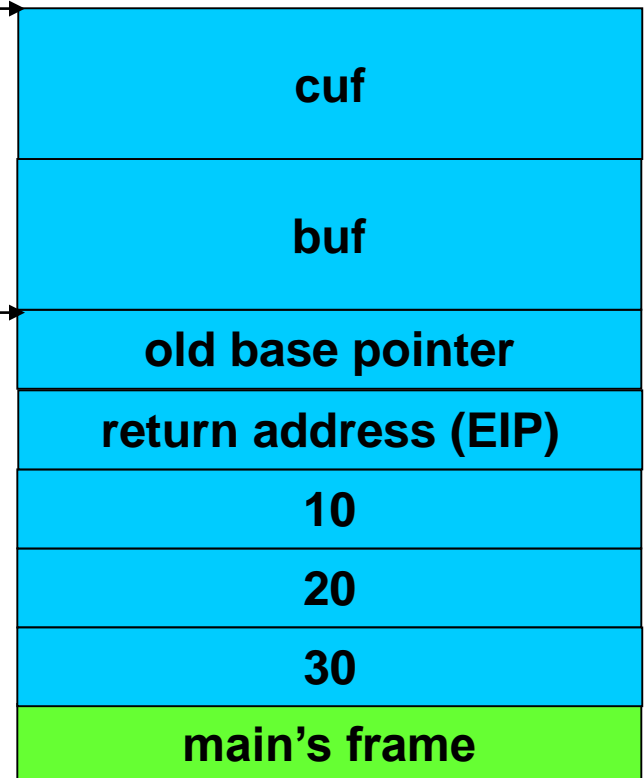 cuf
buf
old base pointer
return address (EIP)
10
20
30
main’s frame